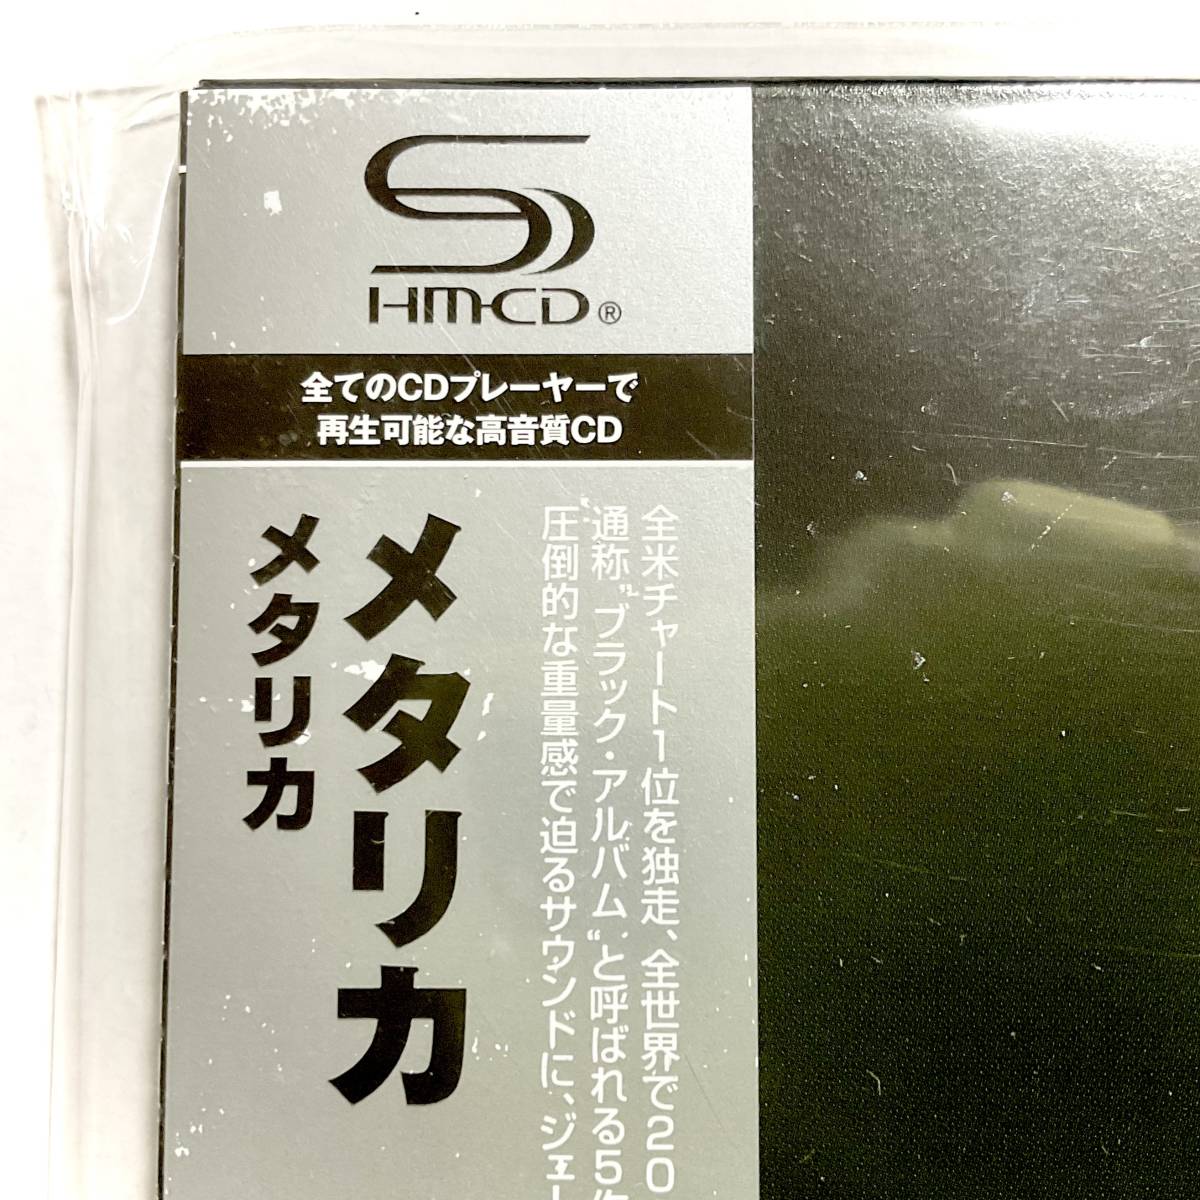 SHM-CD®
全てのCDプレーヤーで
再生可能な高音質CD
全米チャート1位を独走、全世界で20
通称“ブラック・アルバム”と呼ばれる5作
圧倒的な重量感で迫るサウンドに、ジェー
メタリカ
メタリカ